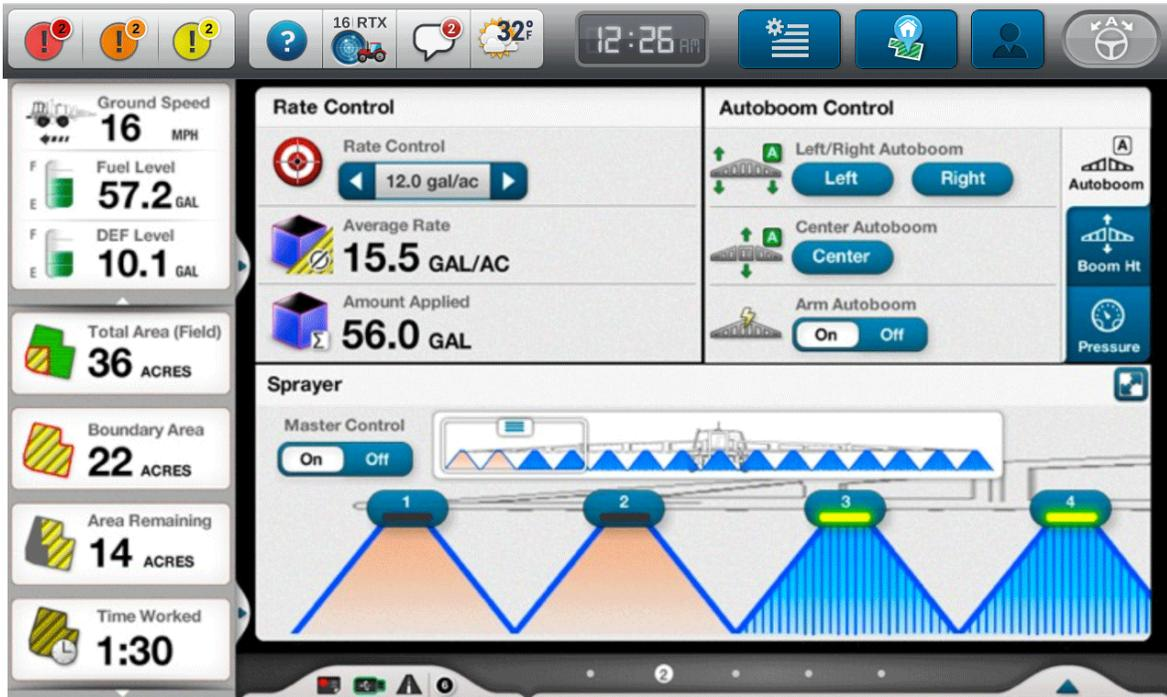 2
2
2
?
16 RTX
2
32°F
12:26 AM
A
Ground Speed
16 MPH
F
Fuel Level
57.2 GAL
E
F
DEF Level
10.1 GAL
E
Total Area (Field)
36 ACRES
Boundary Area
22 ACRES
Area Remaining
14 ACRES
Time Worked
1:30
Rate Control
Rate Control
12.0 gal/ac
Average Rate
15.5 GAL/AC
Amount Applied
56.0 GAL
Σ
Autoboom Control
Left/Right Autoboom
A
Left Right
Center Autoboom
A
Center
Arm Autoboom
On Off
A
Autoboom
Boom Ht
Pressure
Sprayer
Master Control
On Off
1 2 3 4
2
6